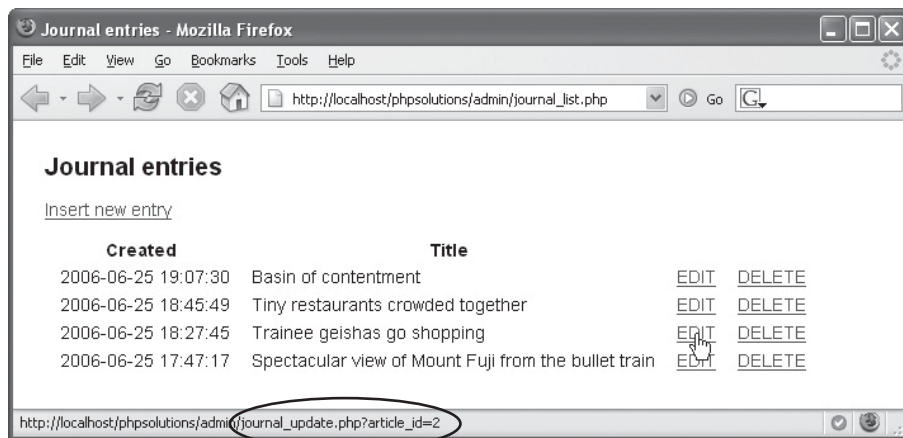 Journal entries - Mozilla Firefox
File Edit View Go Bookmarks Tools Help
http://localhost/phpsolutions/admin/journal_list.php Go G
Journal entries
Insert new entry
Created Title
2006-06-25 19:07:30 Basin of contentment EDIT DELETE
2006-06-25 18:45:49 Tiny restaurants crowded together EDIT DELETE
2006-06-25 18:27:45 Trainee geishas go shopping EDIT DELETE
2006-06-25 17:47:17 Spectacular view of Mount Fuji from the bullet train EDIT DELETE
http://localhost/phpsolutions/admin/journal_update.php?article_id=2